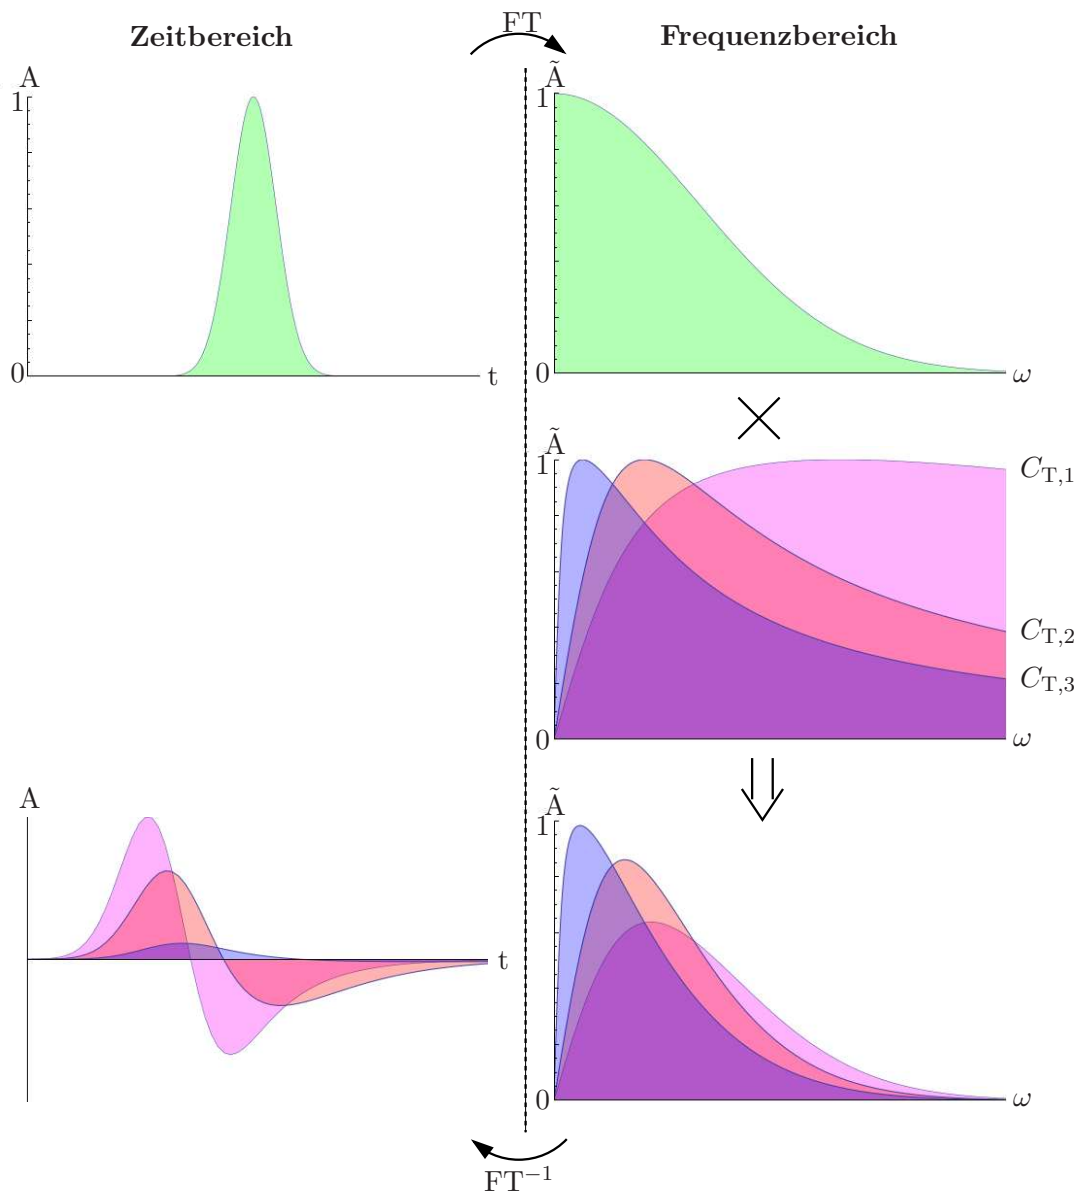 Zeitbereich
FT
Frequenzbereich
A
1
0
t
Ã
1
0
ω
Ã
1
0
ω
C_T,1
C_T,2
C_T,3
A
t
Ã
1
0
ω
FT⁻¹